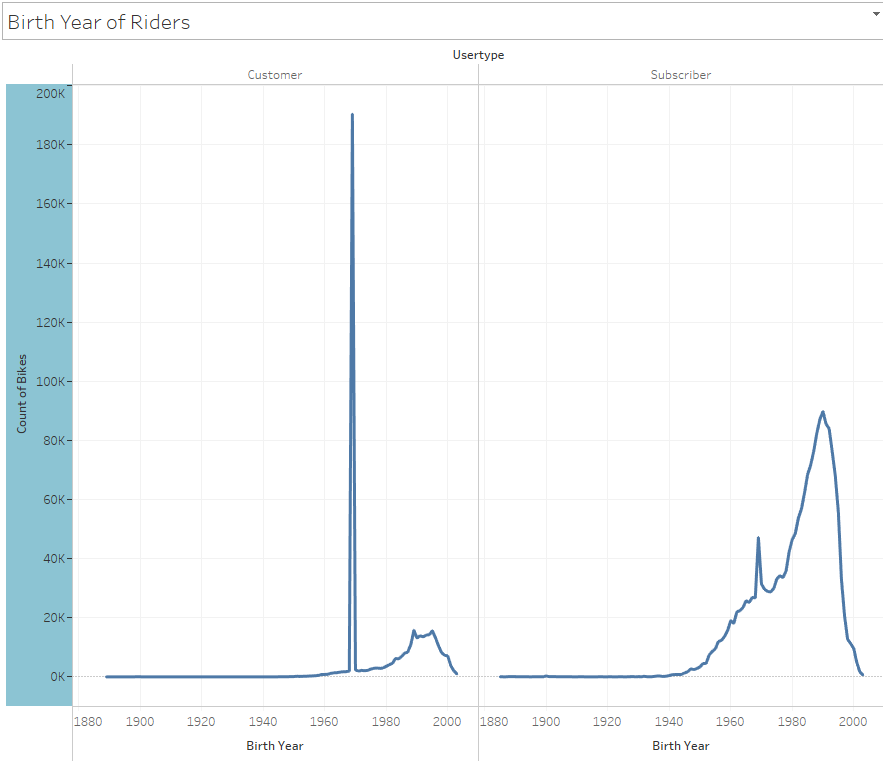 Birth Year of Riders
Usertype
Customer
Subscriber
200K
180K
160K
140K
120K
100K
80K
60K
40K
20K
0K
Count of Bikes
1880 1900 1920 1940 1960 1980 2000
1880 1900 1920 1940 1960 1980 2000
Birth Year
Birth Year